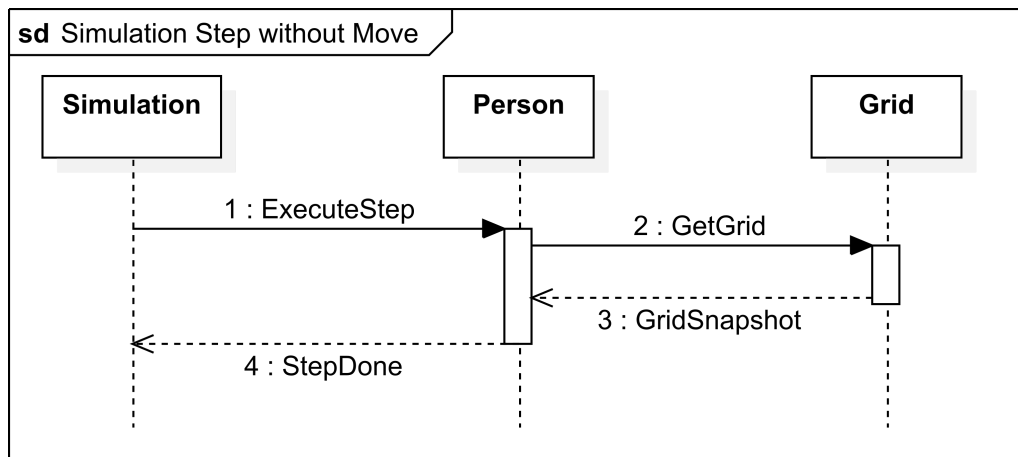 sd Simulation Step without Move
Simulation
Person
Grid
1 : ExecuteStep
2 : GetGrid
3 : GridSnapshot
4 : StepDone